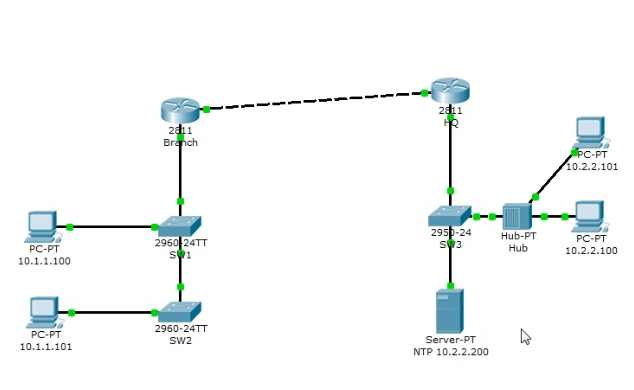 2811
Branch
2811
HQ
PC-PT
10.2.2.101
PC-PT
10.1.1.100
2960-24TT
SW1
2950-24
SW3
Hub-PT
Hub
PC-PT
10.2.2.100
PC-PT
10.1.1.101
2960-24TT
SW2
Server-PT
NTP 10.2.2.200